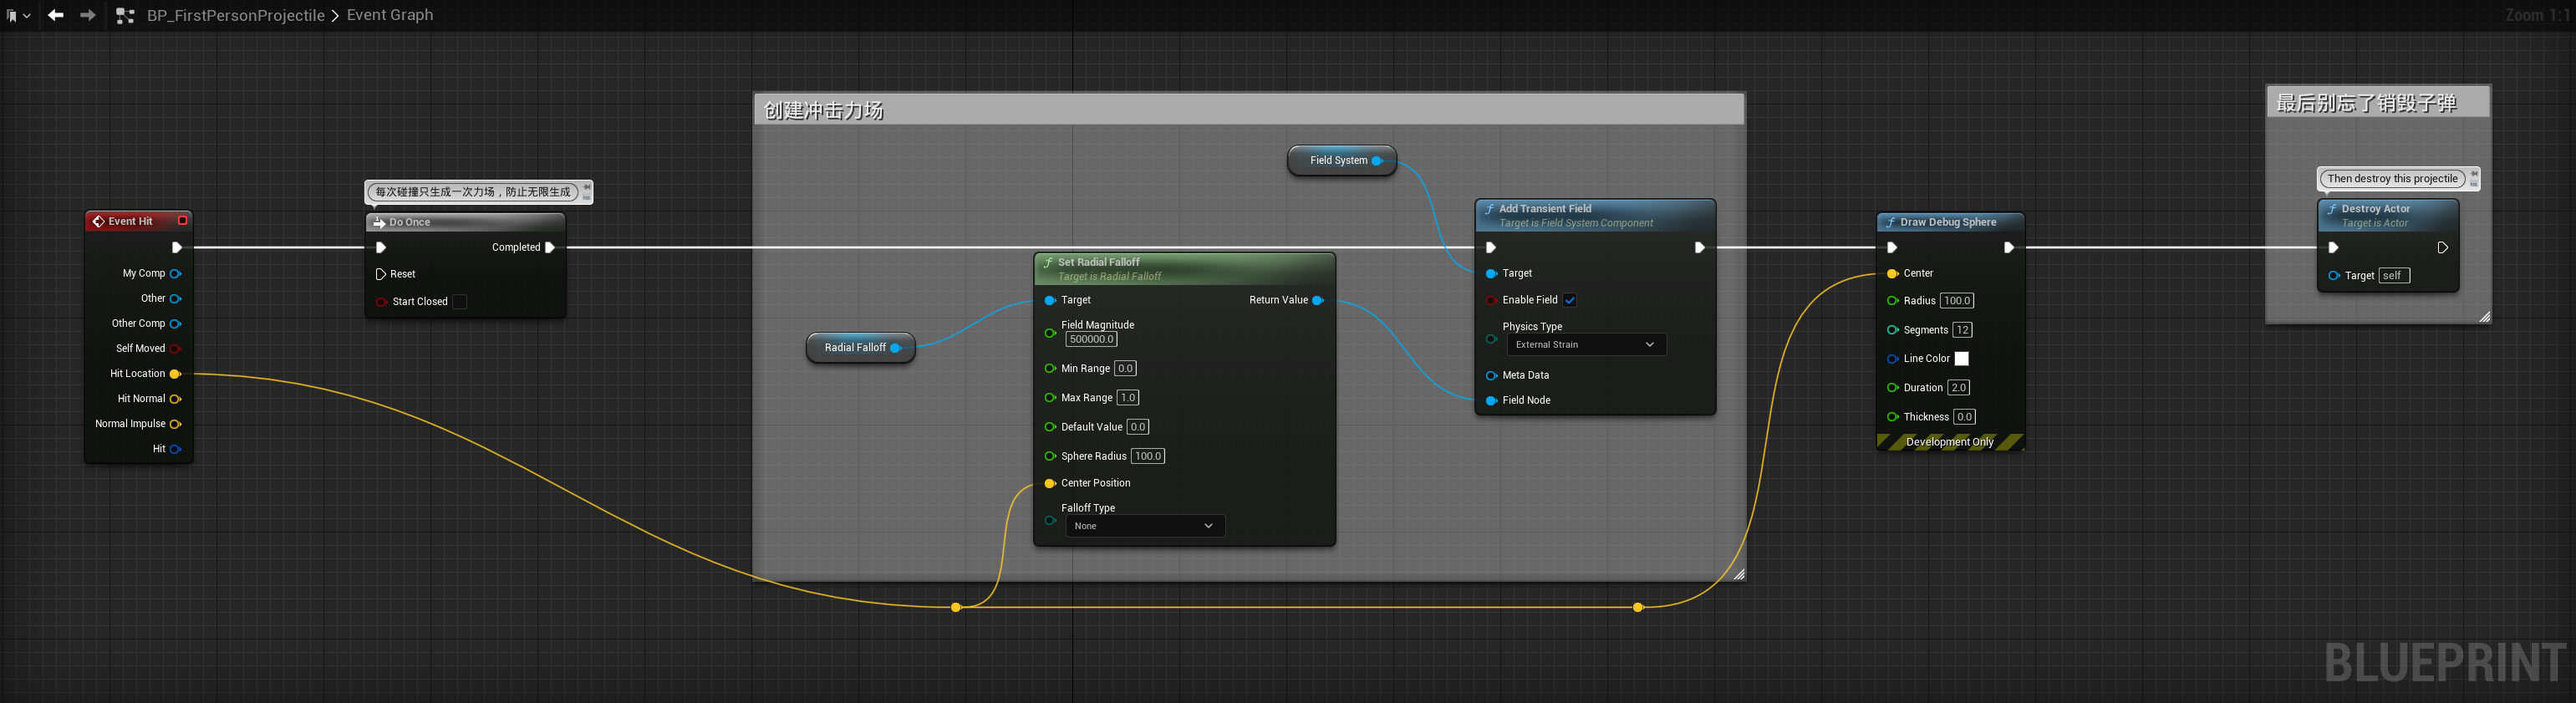 BP_FirstPersonProjectile > Event Graph
Zoom 1:1
Event Hit
My Comp
Other
Other Comp
Self Moved
Hit Location
Hit Normal
Normal Impulse
Hit
每次碰撞只生成一次力场，防止无限生成
Do Once
Completed
Reset
Start Closed
创建冲击力场
Radial Falloff
Set Radial Falloff
Target is Radial Falloff
Target
Return Value
Field Magnitude
500000.0
Min Range 0.0
Max Range 1.0
Default Value 0.0
Sphere Radius 100.0
Center Position
Falloff Type
None
Field System
Add Transient Field
Target is Field System Component
Target
Enable Field
Physics Type
External Strain
Meta Data
Field Node
Draw Debug Sphere
Center
Radius 100.0
Segments 12
Line Color
Duration 2.0
Thickness 0.0
Development Only
最后别忘了销毁子弹
Then destroy this projectile
Destroy Actor
Target is Actor
Target self
BLUEPRINT